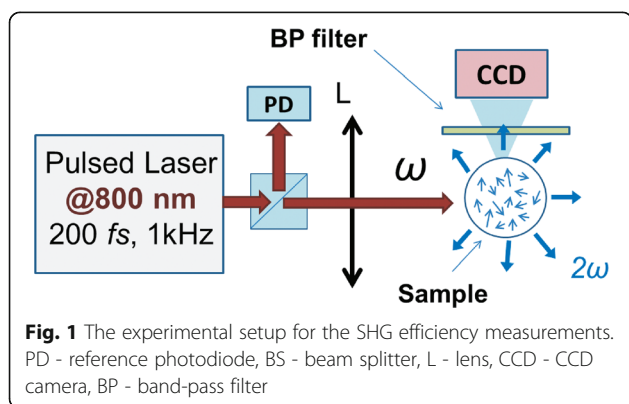 BP filter
CCD
PD
L
Pulsed Laser
@800 nm
200 fs, 1kHz
ω
Sample
2ω
Fig. 1 The experimental setup for the SHG efficiency measurements.
PD - reference photodiode, BS - beam splitter, L - lens, CCD - CCD
camera, BP - band-pass filter